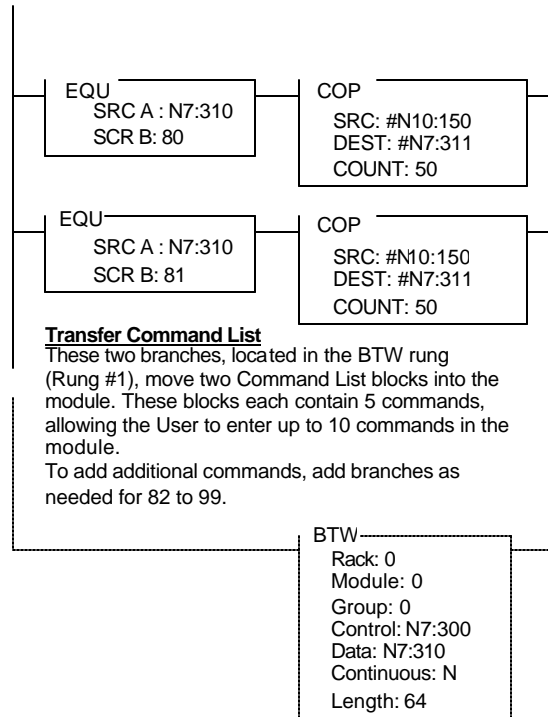 EQU
SRC A : N7:310
SCR B: 80
COP
SRC: #N10:150
DEST: #N7:311
COUNT: 50
EQU
SRC A : N7:310
SCR B: 81
COP
SRC: #N10:150
DEST: #N7:311
COUNT: 50
Transfer Command List
These two branches, located in the BTW rung
(Rung #1), move two Command List blocks into the
module. These blocks each contain 5 commands,
allowing the User to enter up to 10 commands in the
module.
To add additional commands, add branches as
needed for 82 to 99.
BTW
Rack: 0
Module: 0
Group: 0
Control: N7:300
Data: N7:310
Continuous: N
Length: 64